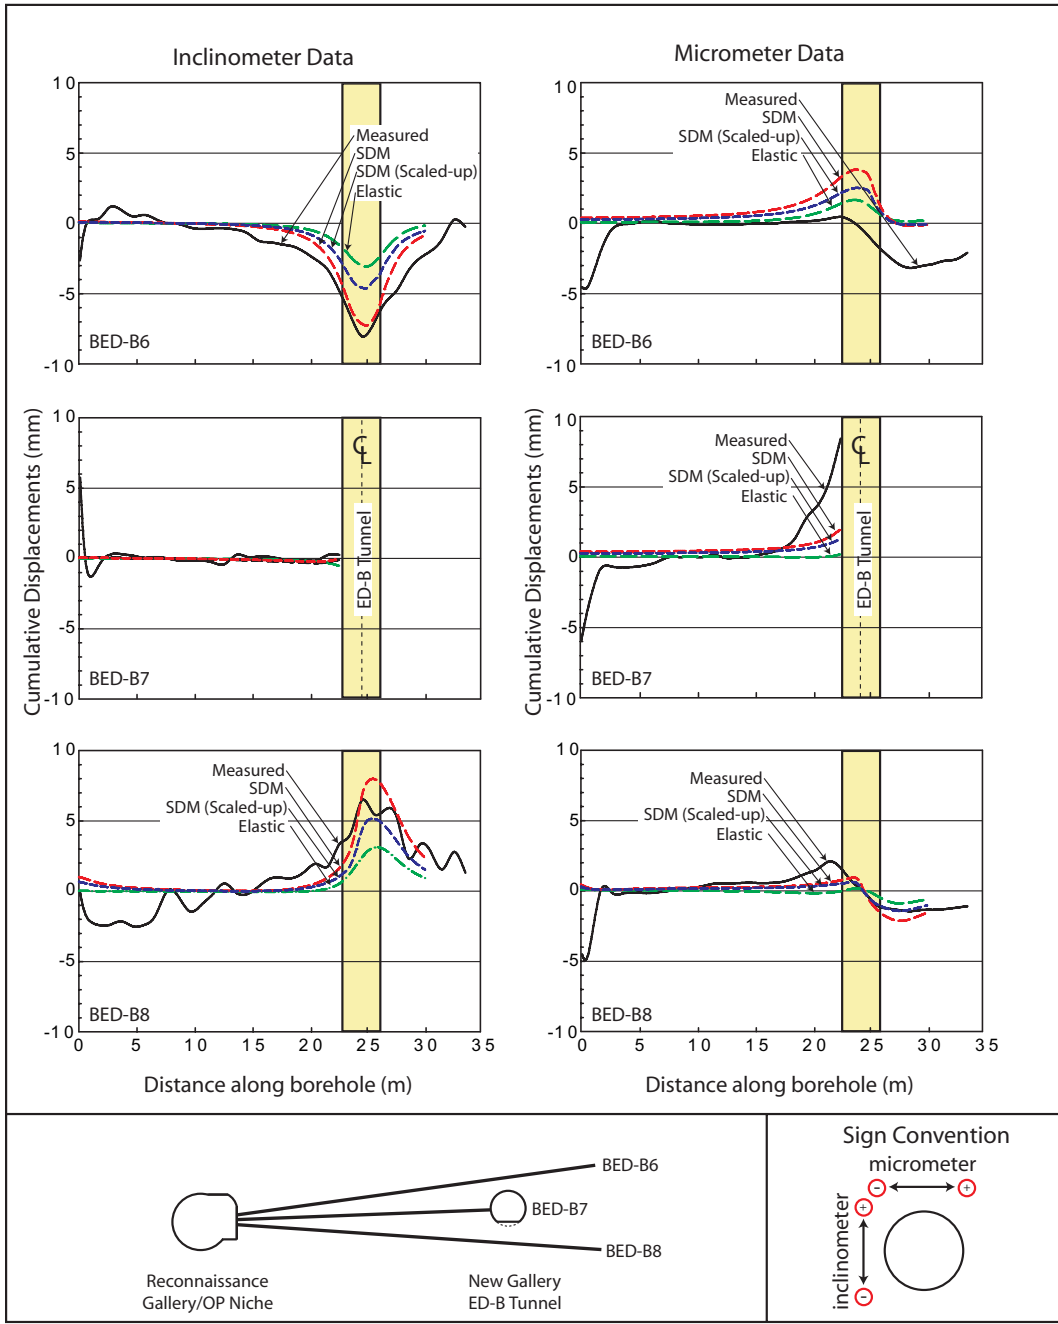 Inclinometer Data
Micrometer Data
10
5
0
-5
-10
Measured
SDM
SDM (Scaled-up)
Elastic
BED-B6
10
5
0
-5
-10
Measured
SDM
SDM (Scaled-up)
Elastic
BED-B6
Cumulative Displacements (mm)
10
5
0
-5
-10
CL
ED-B Tunnel
BED-B7
Cumulative Displacements (mm)
10
5
0
-5
-10
Measured
SDM
SDM (Scaled-up)
Elastic
CL
ED-B Tunnel
BED-B7
10
5
0
-5
-10
Measured
SDM
SDM (Scaled-up)
Elastic
BED-B8
0 5 10 15 20 25 30 35
Distance along borehole (m)
10
5
0
-5
-10
Measured
SDM
SDM (Scaled-up)
Elastic
BED-B8
0 5 10 15 20 25 30 35
Distance along borehole (m)
BED-B6
BED-B7
BED-B8
Reconnaissance
Gallery/OP Niche
New Gallery
ED-B Tunnel
Sign Convention
micrometer
- +
inclinometer
+
-